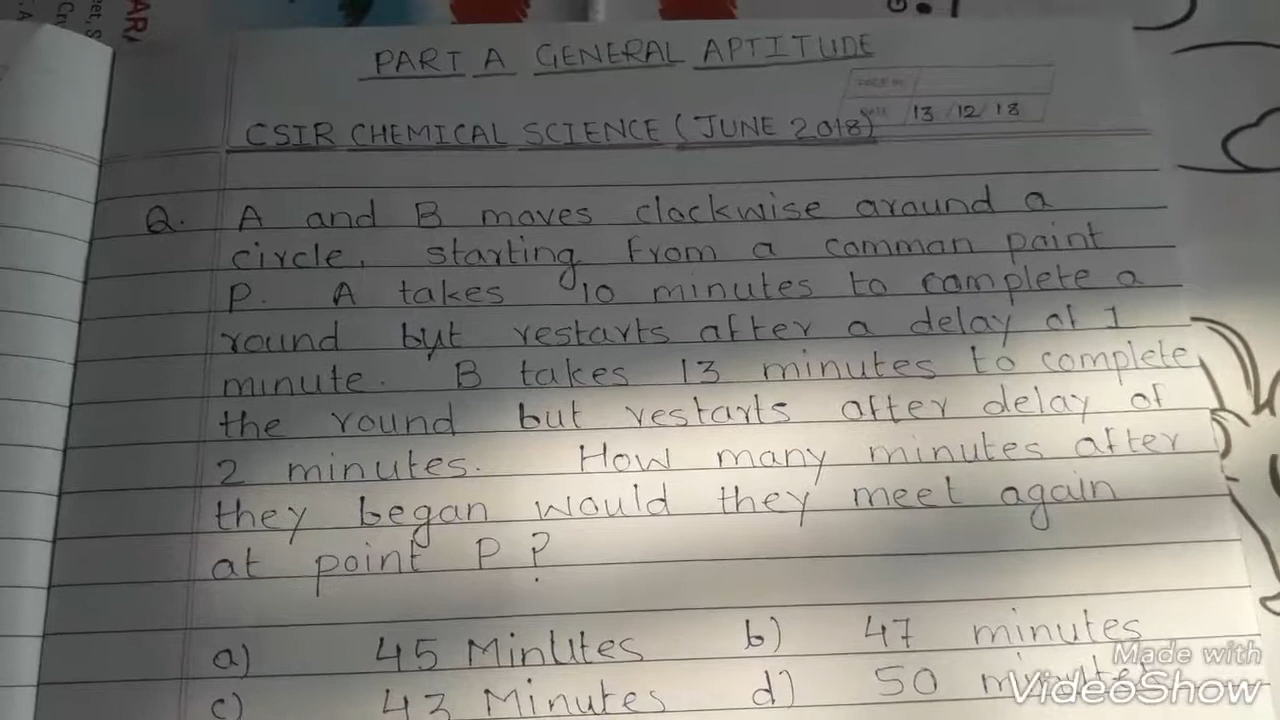 PART A GENERAL APTITUDE
DATE 13/12/18
CSIR CHEMICAL SCIENCE (JUNE 2018)
Q. A and B moves clockwise around a
circle, starting from a comman point
P. A takes 10 minutes to complete a
round but restarts after a delay of 1
minute. B takes 13 minutes to complete
the round but restarts after delay of
2 minutes. How many minutes after
they began would they meet again
at point P?
a) 45 Minutes b) 47 minutes
c) 43 Minutes d) 50 minutes
Made with
VideoShow